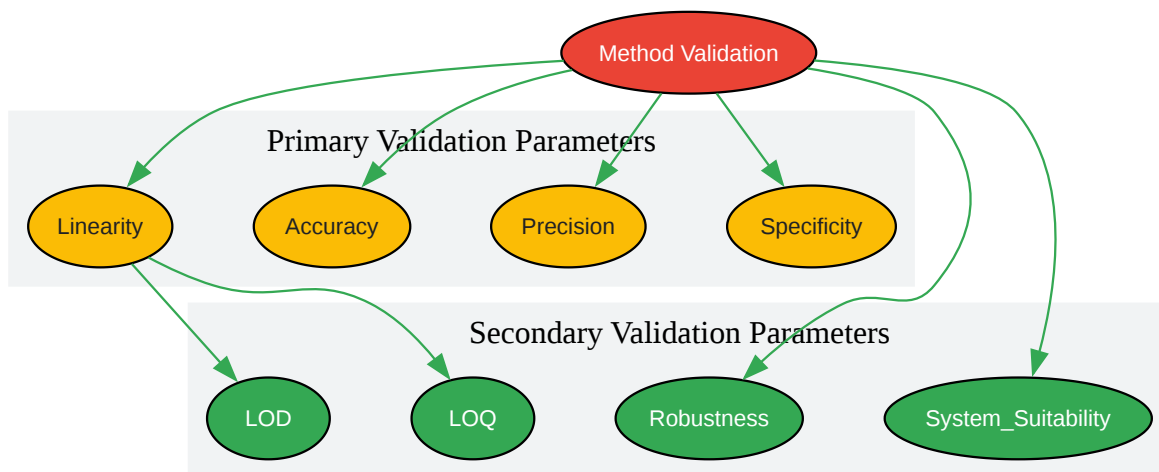 Method Validation
Primary Validation Parameters
Linearity
Accuracy
Precision
Specificity
Secondary Validation Parameters
LOD
LOQ
Robustness
System_Suitability